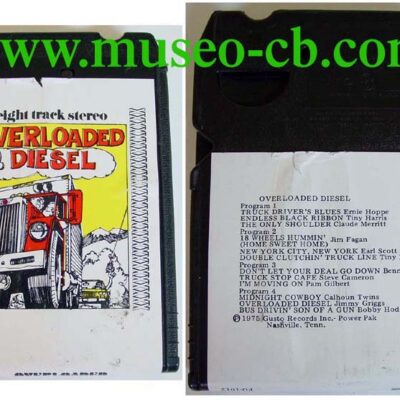 www.museo-cb.com
eight track stereo
OVERLOADED
DIESEL
OVERLOADED DIESEL
Program 1
TRUCK DRIVER'S BLUES Ernie Hoppe
ENDLESS BLACK RIBBON Tiny Harris
THE ONLY SHOULDER Claude Merritt
Program 2
18 WHEELS HUMMIN' Jim Fagan
(HOME SWEET HOME)
NEW YORK CITY, NEW YORK Earl Scott
DOUBLE CLUTCHIN' TRUCK LINE Tiny
Program 3
DON'T LET YOUR DEAL GO DOWN Benn
TRUCK STOP CAFE Steve Cameron
I'M MOVING ON Pam Gilbert
Program 4
MIDNIGHT COWBOY Calhoun Twins
OVERLOADED DIESEL Jimmy Griggs
BUS DRIVIN' SON OF A GUN Bobby Hod
© 1975 Gusto Records Inc.- Power Pak
Nashville, Tenn.